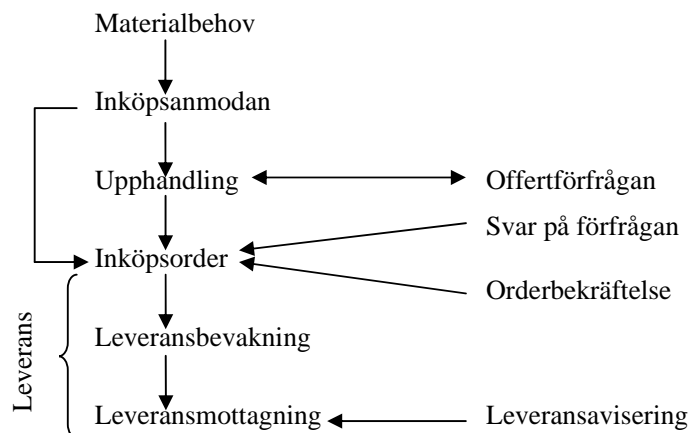 Materialbehov
Inköpsanmodan
Upphandling
Offertförfrågan
Svar på förfrågan
Inköpsorder
Orderbekräftelse
Leveransbevakning
Leverans
Leveransmottagning
Leveransavisering